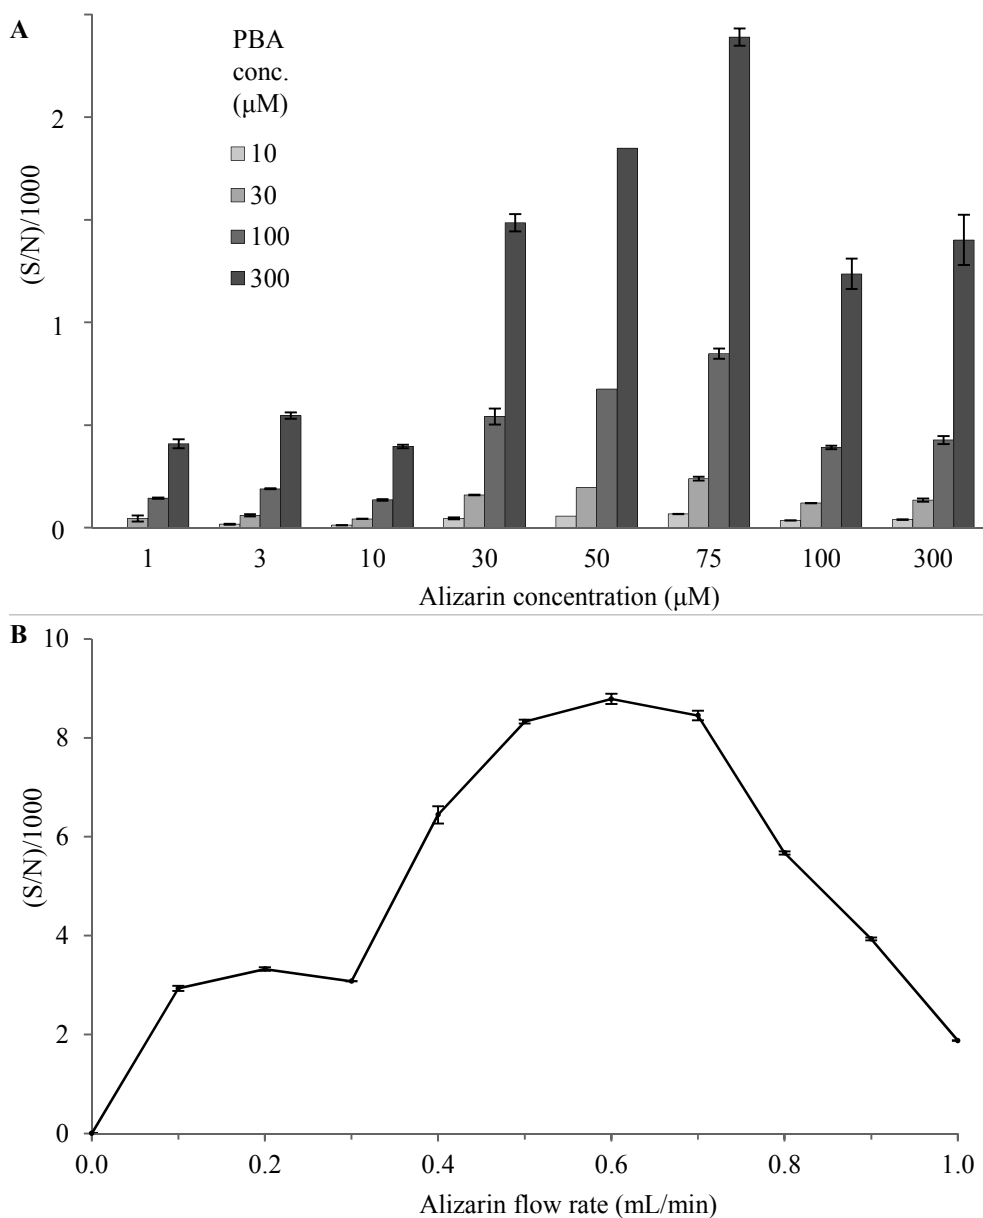 A
PBA
conc.
(μM)
10
30
100
300
2
1
0
(S/N)/1000
1 3 10 30 50 75 100 300
Alizarin concentration (μM)
B
10
8
6
4
2
0
(S/N)/1000
0.0 0.2 0.4 0.6 0.8 1.0
Alizarin flow rate (mL/min)